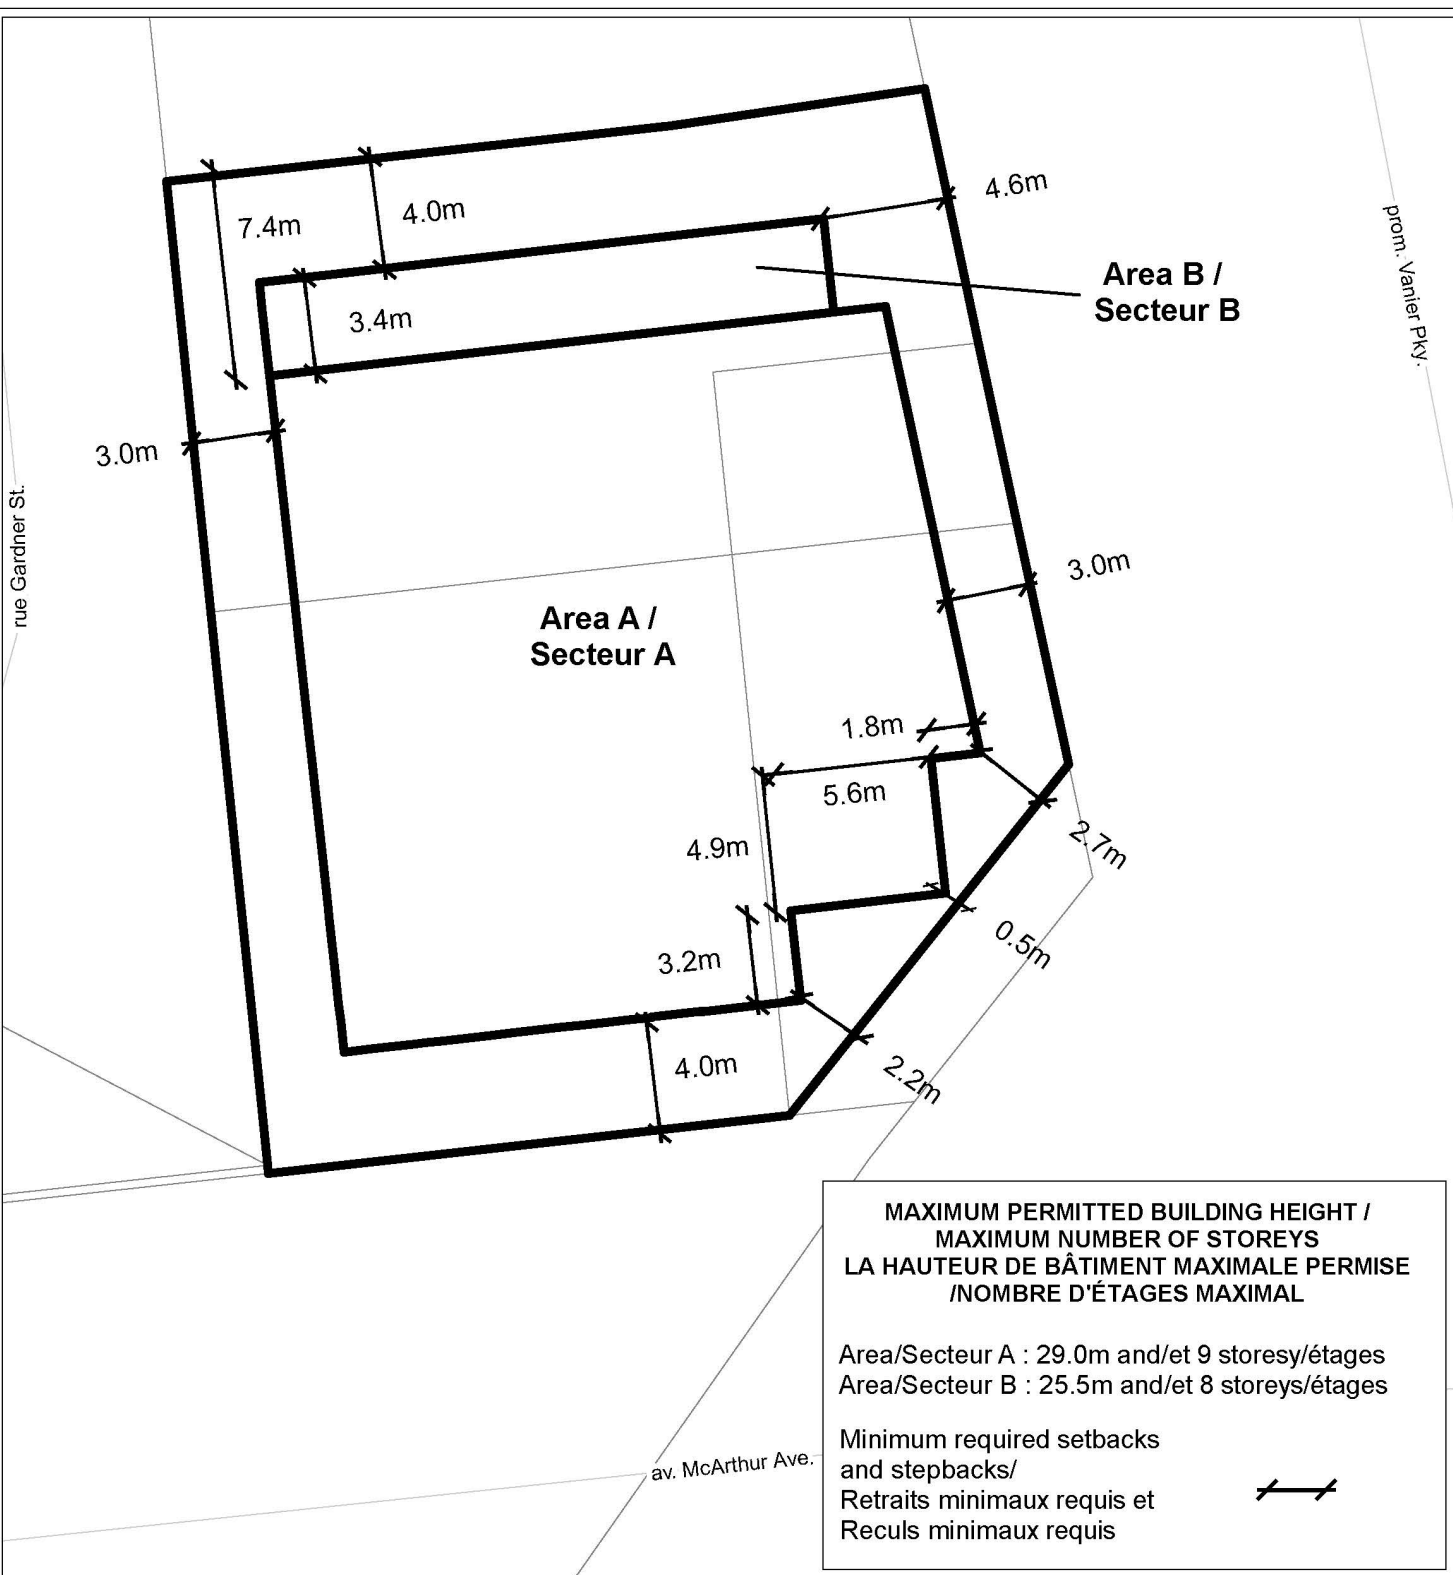 4.6m
7.4m
4.0m
prom. Vanier Pky.
Area B /
Secteur B
3.4m
3.0m
rue Gardner St.
3.0m
Area A /
Secteur A
1.8m
5.6m
4.9m
2.7m
0.5m
3.2m
4.0m
2.2m
MAXIMUM PERMITTED BUILDING HEIGHT /
MAXIMUM NUMBER OF STOREYS
LA HAUTEUR DE BÂTIMENT MAXIMALE PERMISE
/NOMBRE D'ÉTAGES MAXIMAL
Area/Secteur A : 29.0m and/et 9 storesy/étages
Area/Secteur B : 25.5m and/et 8 storeys/étages
Minimum required setbacks
and stepbacks/
Retraits minimaux requis et
Reculs minimaux requis
av. McArthur Ave.